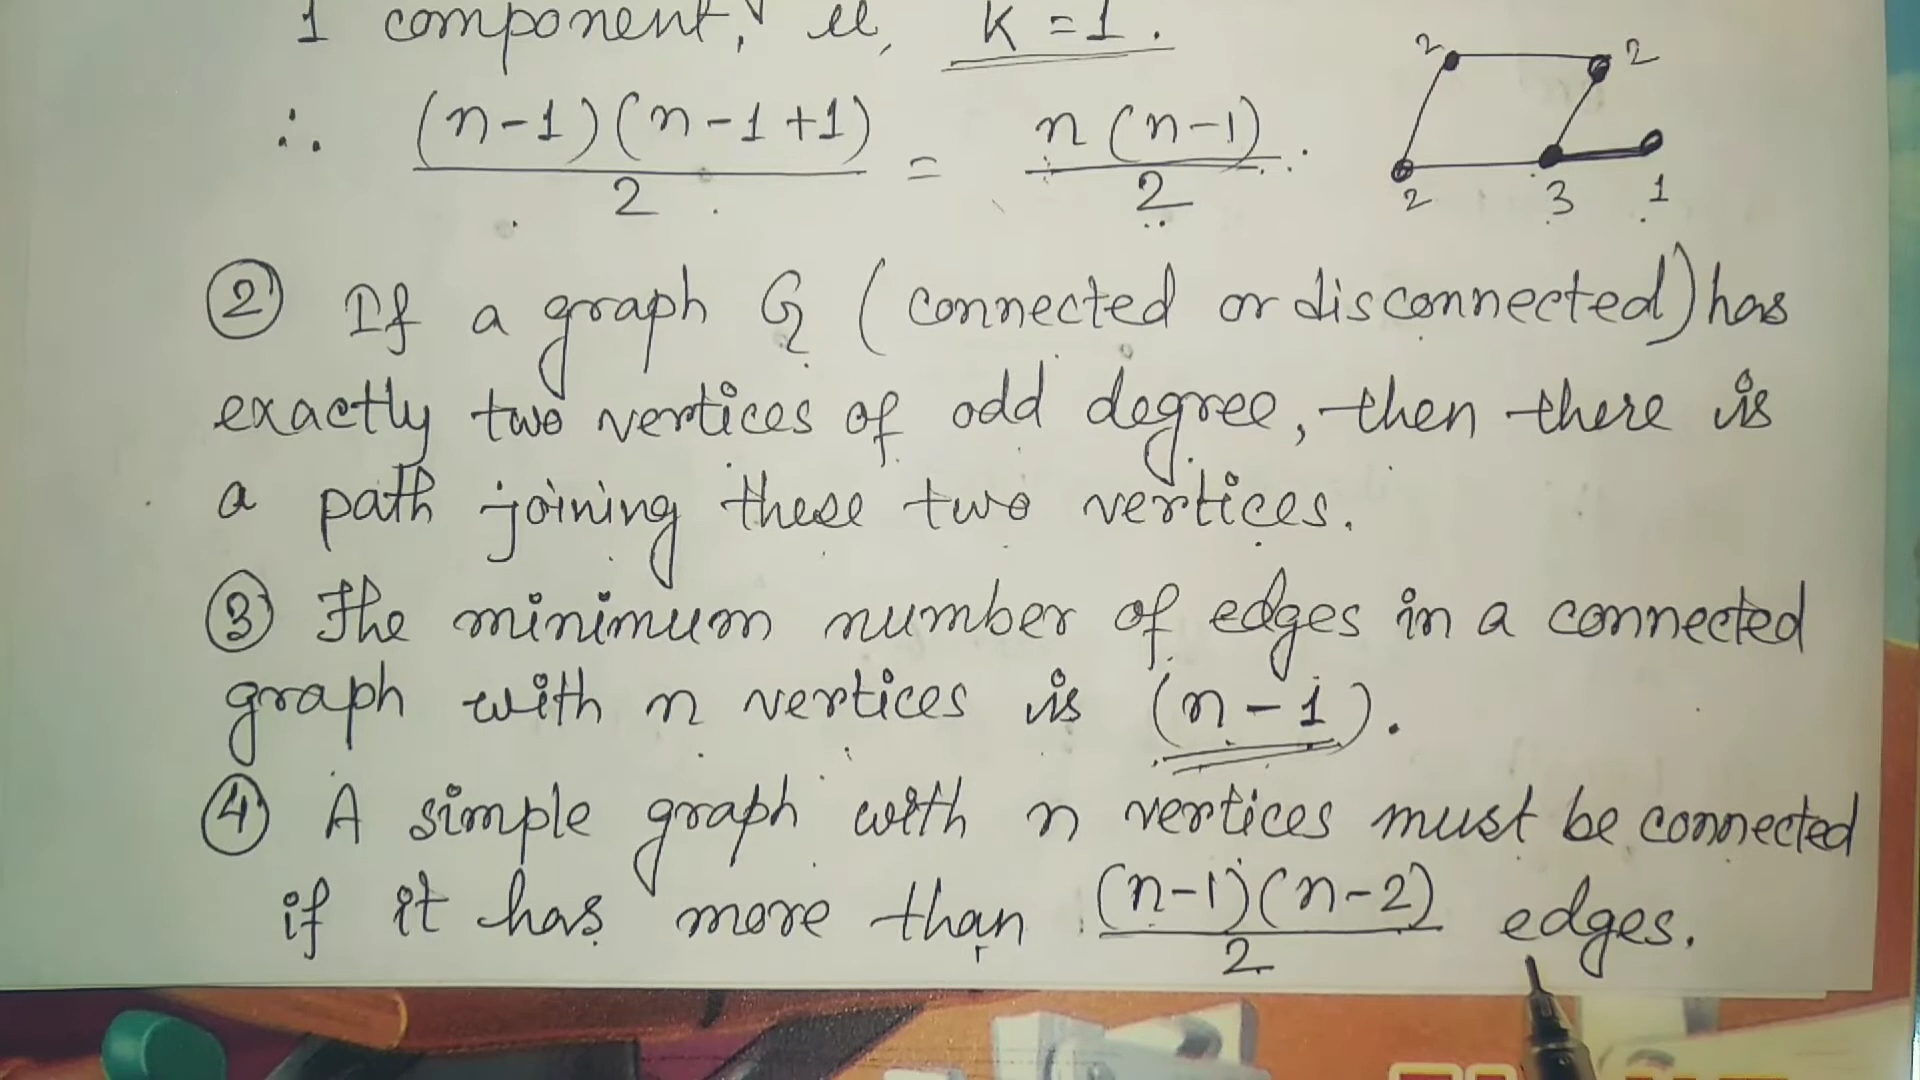 1 component, ie, K = 1.
∴ (n-1)(n-1+1)/2 = n(n-1)/2.
2 2
2 3 1
② If a graph G (connected or disconnected) has
exactly two vertices of odd degree, then there is
a path joining these two vertices.
③ The minimum number of edges in a connected
graph with n vertices is (n-1).
④ A simple graph with n vertices must be connected
if it has more than (n-1)(n-2)/2 edges.